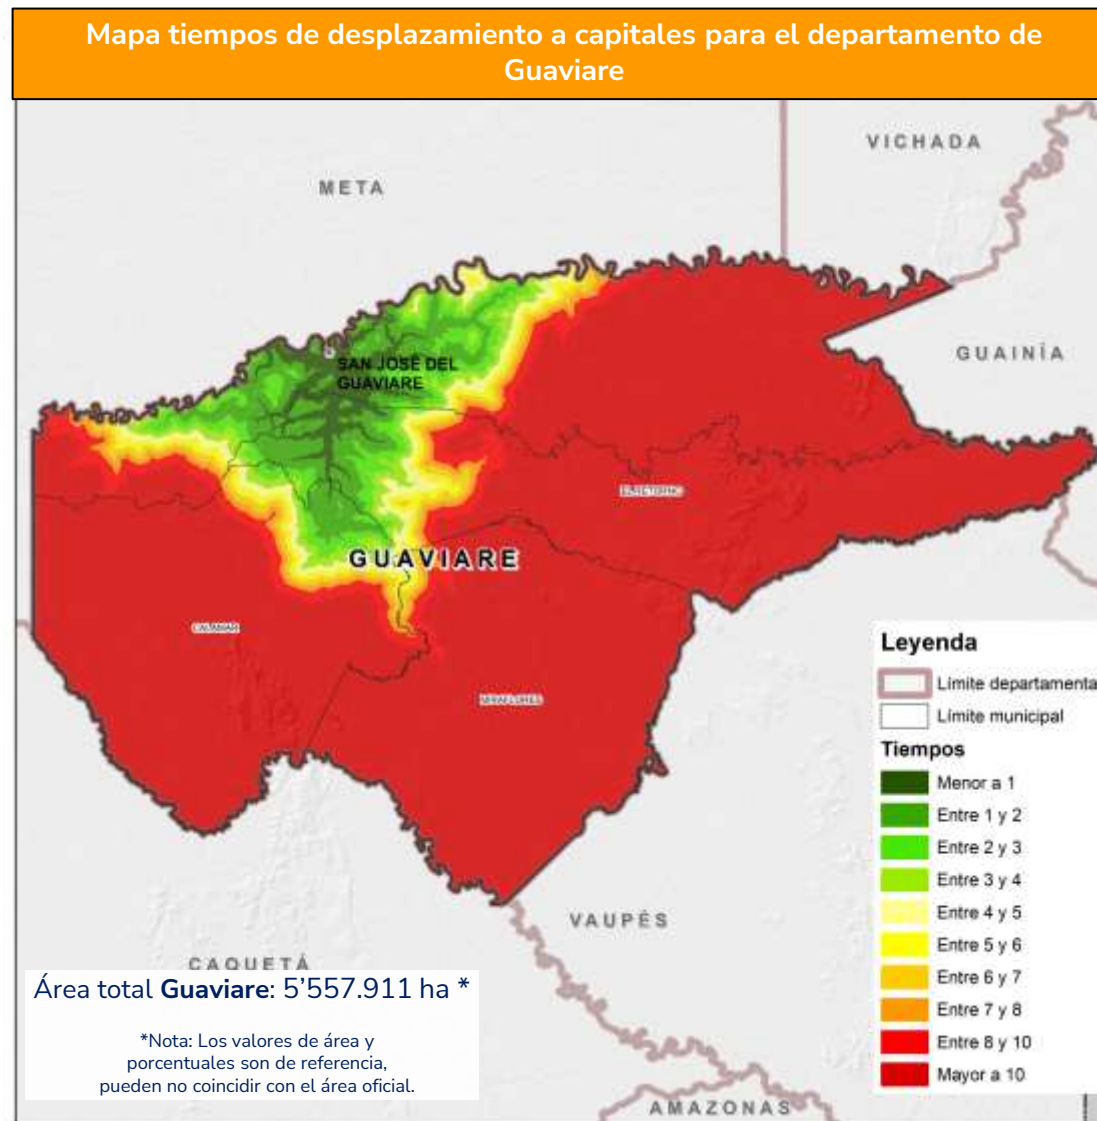 Mapa tiempos de desplazamiento a capitales para el departamento de
Guaviare
VICHADA
META
GUAINÍA
SAN JOSÉ DEL
GUAVIARE
EL RETORNO
GUAVIARE
CALAMAR
MIRAFLORES
VAUPÉS
CAQUETÁ
AMAZONAS
Área total Guaviare: 5’557.911 ha *
*Nota: Los valores de área y
porcentuales son de referencia,
pueden no coincidir con el área oficial.
Leyenda
Límite departamenta
Límite municipal
Tiempos
Menor a 1
Entre 1 y 2
Entre 2 y 3
Entre 3 y 4
Entre 4 y 5
Entre 5 y 6
Entre 6 y 7
Entre 7 y 8
Entre 8 y 10
Mayor a 10